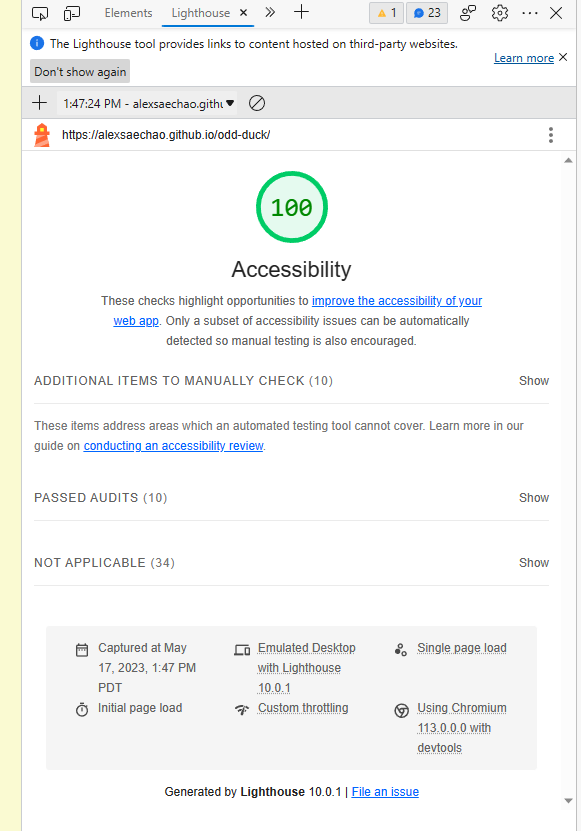 Elements Lighthouse 1 23
The Lighthouse tool provides links to content hosted on third-party websites.
Learn more
Don't show again
1:47:24 PM - alexsaechao.githu
https://alexsaechao.github.io/odd-duck/
100
Accessibility
These checks highlight opportunities to improve the accessibility of your
web app. Only a subset of accessibility issues can be automatically
detected so manual testing is also encouraged.
ADDITIONAL ITEMS TO MANUALLY CHECK (10) Show
These items address areas which an automated testing tool cannot cover. Learn more in our
guide on conducting an accessibility review.
PASSED AUDITS (10) Show
NOT APPLICABLE (34) Show
Captured at May
17, 2023, 1:47 PM
PDT
Emulated Desktop
with Lighthouse
10.0.1
Single page load
Initial page load
Custom throttling
Using Chromium
113.0.0.0 with
devtools
Generated by Lighthouse 10.0.1 | File an issue